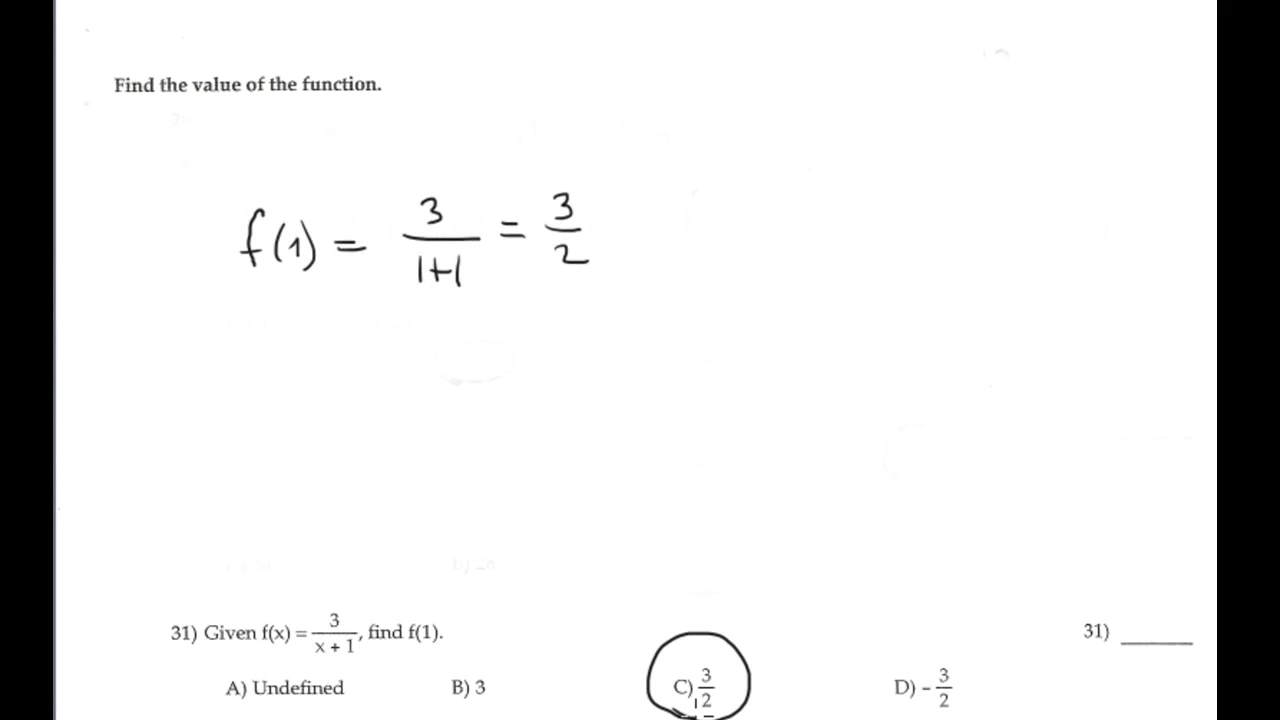 Find the value of the function.
f(1) = 3/(1+1) = 3/2
31) Given f(x) = 3/(x + 1), find f(1).
31) ______
A) Undefined B) 3 C) 3/2 D) - 3/2